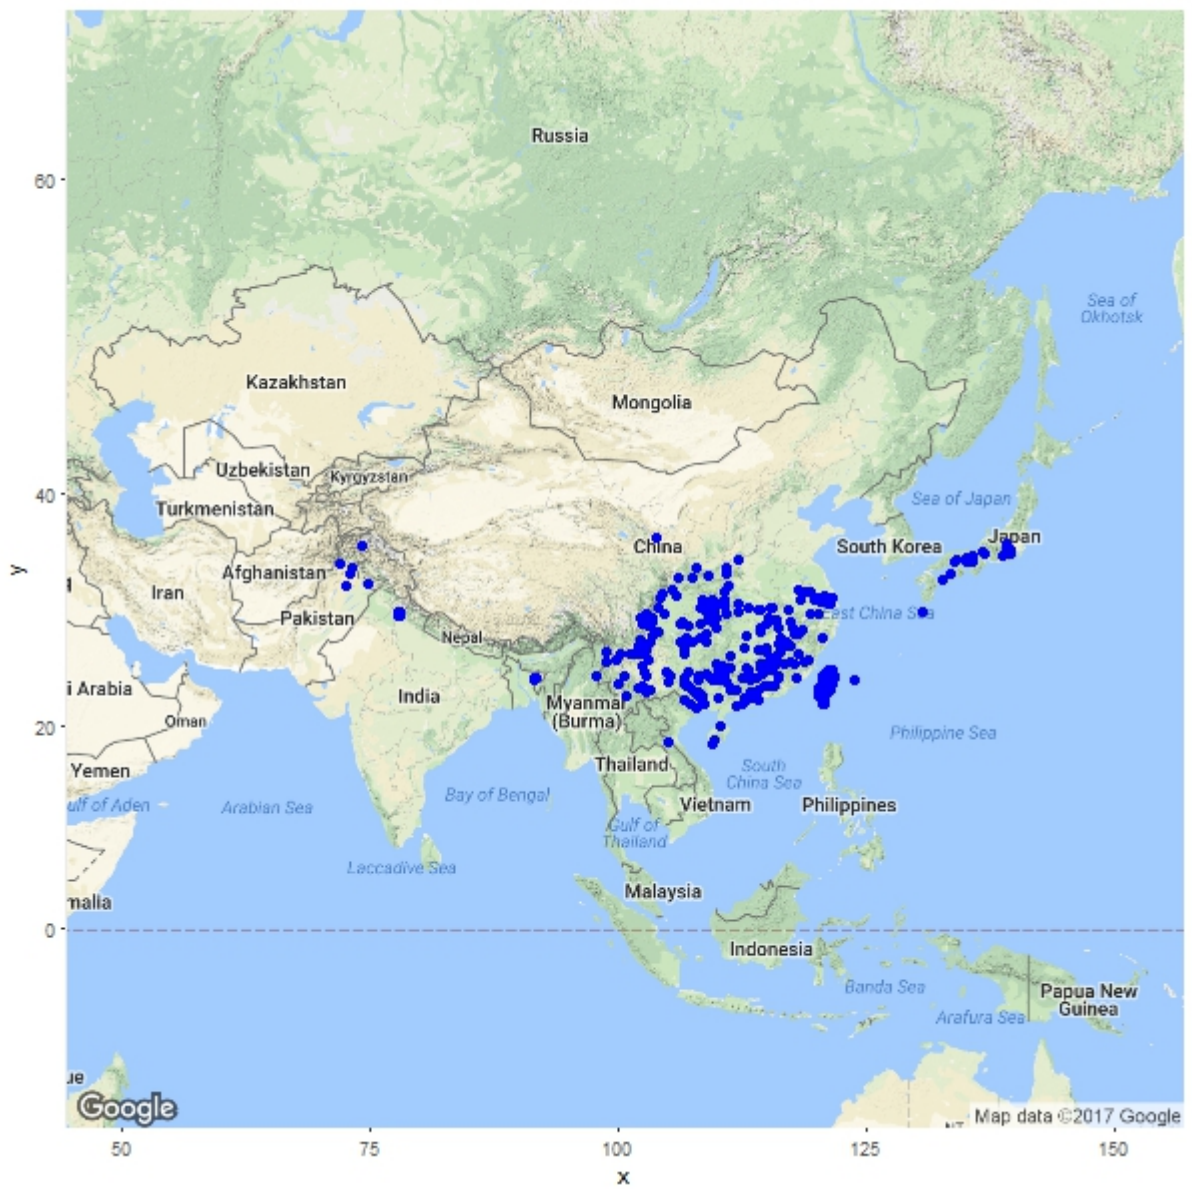 Russia
60
Sea of
Okhotsk
Kazakhstan
Mongolia
Uzbekistan
Kyrgyzstan
40
Turkmenistan
Sea of Japan
Japan
China
South Korea
Afghanistan
Iran
y
East China Sea
Pakistan
Nepal
i Arabia
India
Myanmar
(Burma)
Oman
20
Philippine Sea
Yemen
Thailand
South
China Sea
ulf of Aden
Arabian Sea
Bay of Bengal
Vietnam
Philippines
Gulf of
Thailand
Laccadive Sea
malia
Malaysia
0
Indonesia
Banda Sea
Papua New
Guinea
Arafura Sea
ue
Google
Map data ©2017 Google
50
75
100
125
150
x